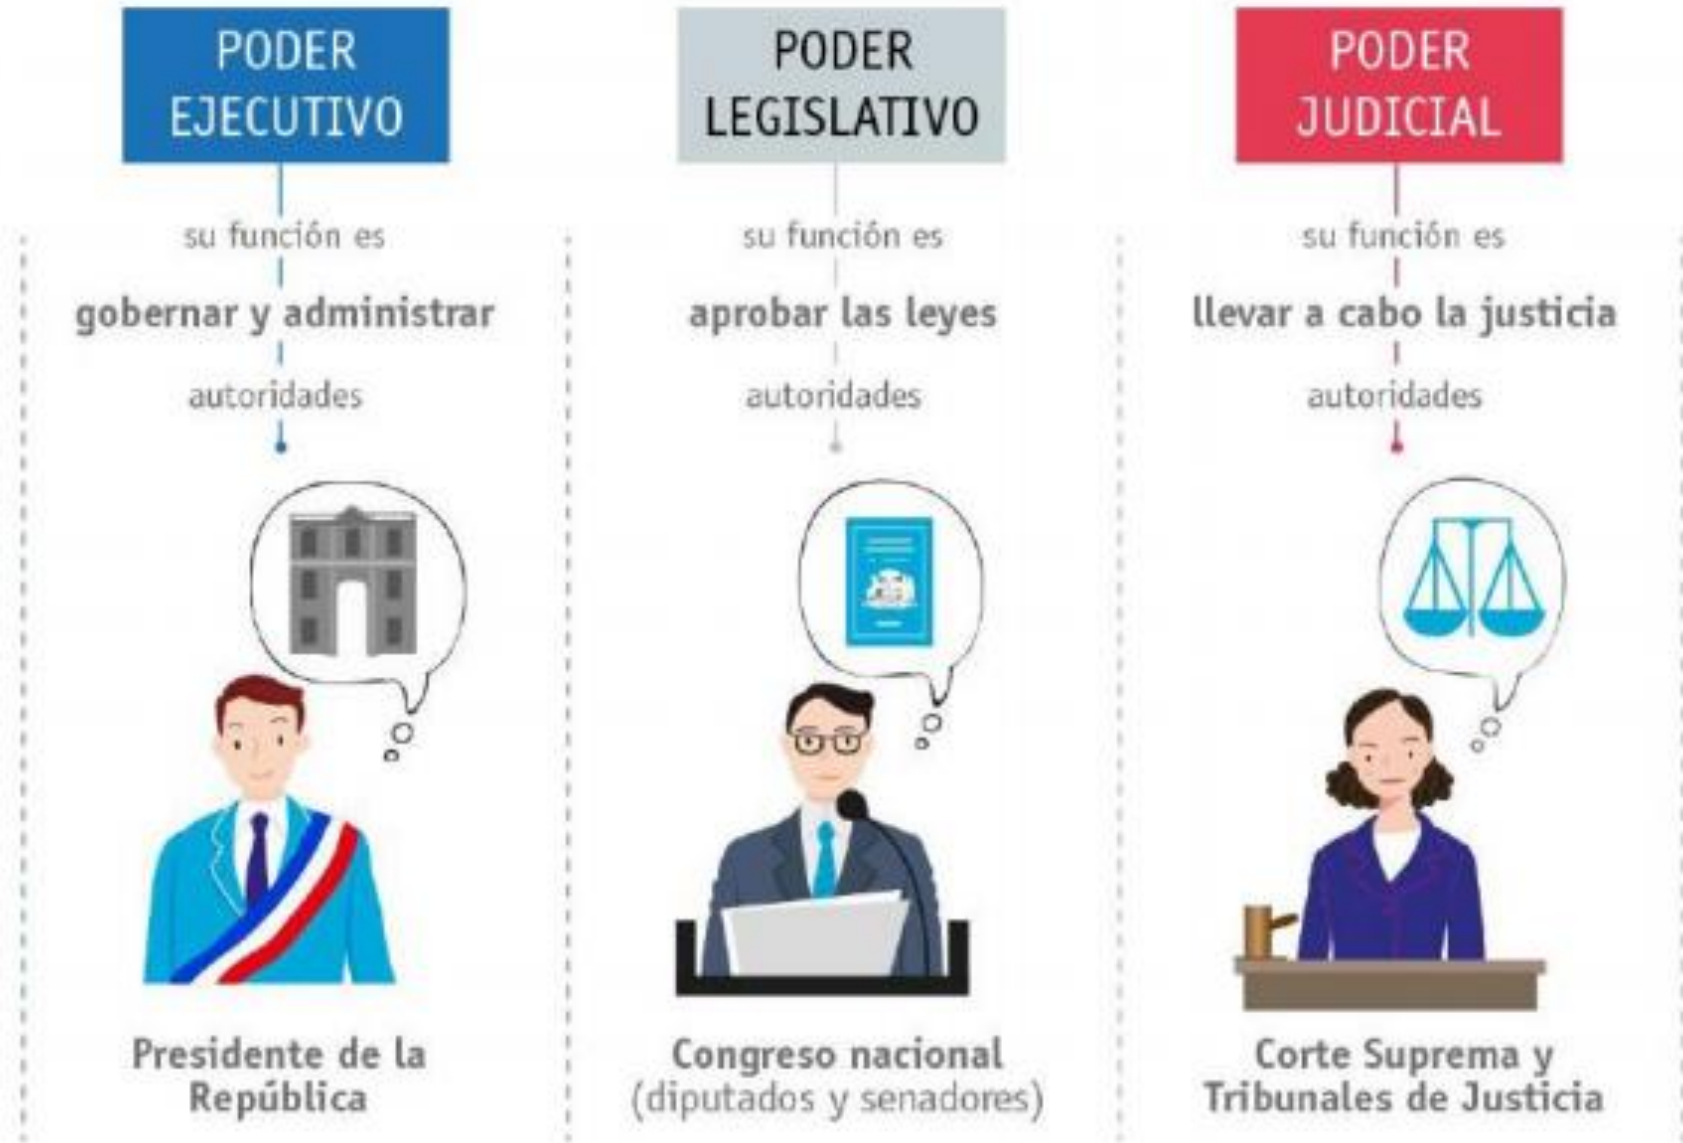 PODER
EJECUTIVO
su función es
gobernar y administrar
autoridades
Presidente de la
República
PODER
LEGISLATIVO
su función es
aprobar las leyes
autoridades
Congreso nacional
(diputados y senadores)
PODER
JUDICIAL
su función es
llevar a cabo la justicia
autoridades
Corte Suprema y
Tribunales de Justicia